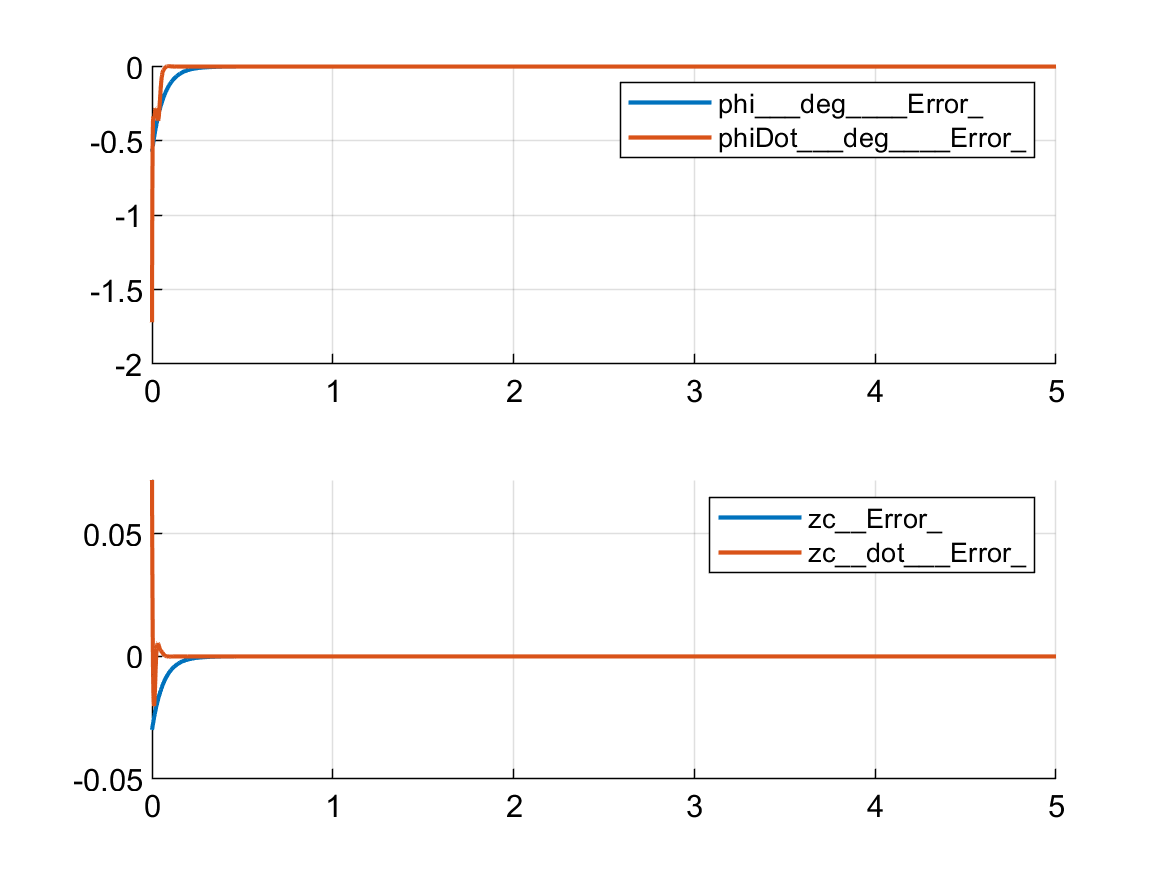 0
-0.5
-1
-1.5
-2
0 1 2 3 4 5
phi___deg____Error_
phiDot___deg____Error_
0.05
0
-0.05
0 1 2 3 4 5
zc__Error_
zc__dot___Error_